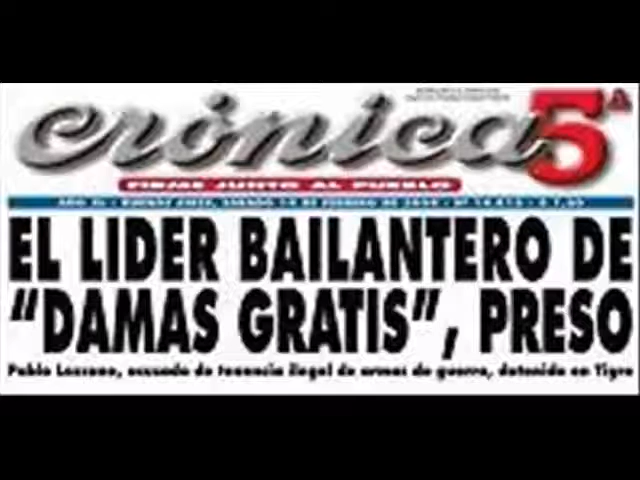 crónica 5ª
FIRME JUNTO AL PUEBLO
EL LIDER BAILANTERO DE
"DAMAS GRATIS", PRESO
Pablo Lescano, acusado de tenencia ilegal de armas de guerra, detenido en Tigre